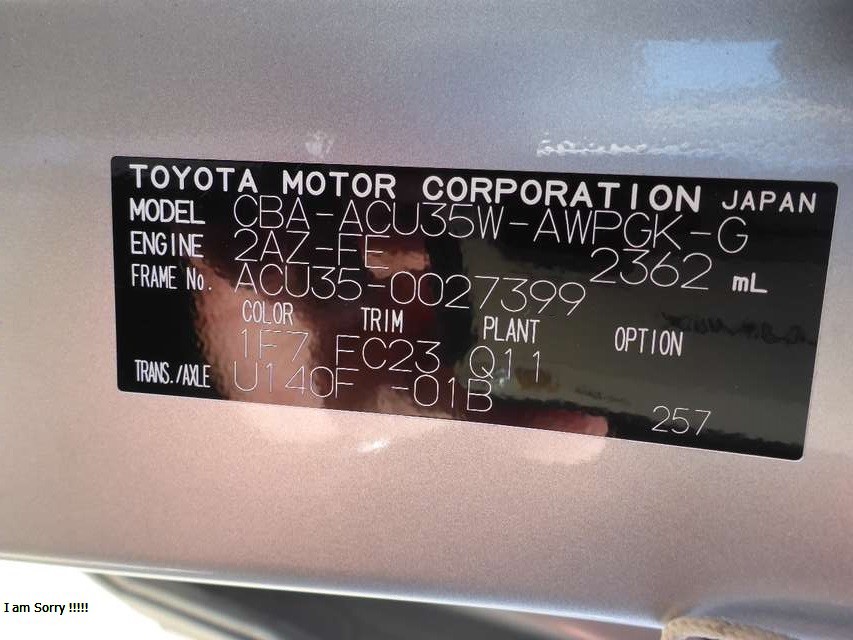 TOYOTA MOTOR CORPORATION JAPAN
MODEL CBA-ACU35W-AWPGK-G
ENGINE 2AZ-FE 2362 mL
FRAME No. ACU35-0027399
COLOR TRIM PLANT OPTION
1F7 FC23 Q11
TRANS./AXLE U140F -01B 257
I am Sorry !!!!!